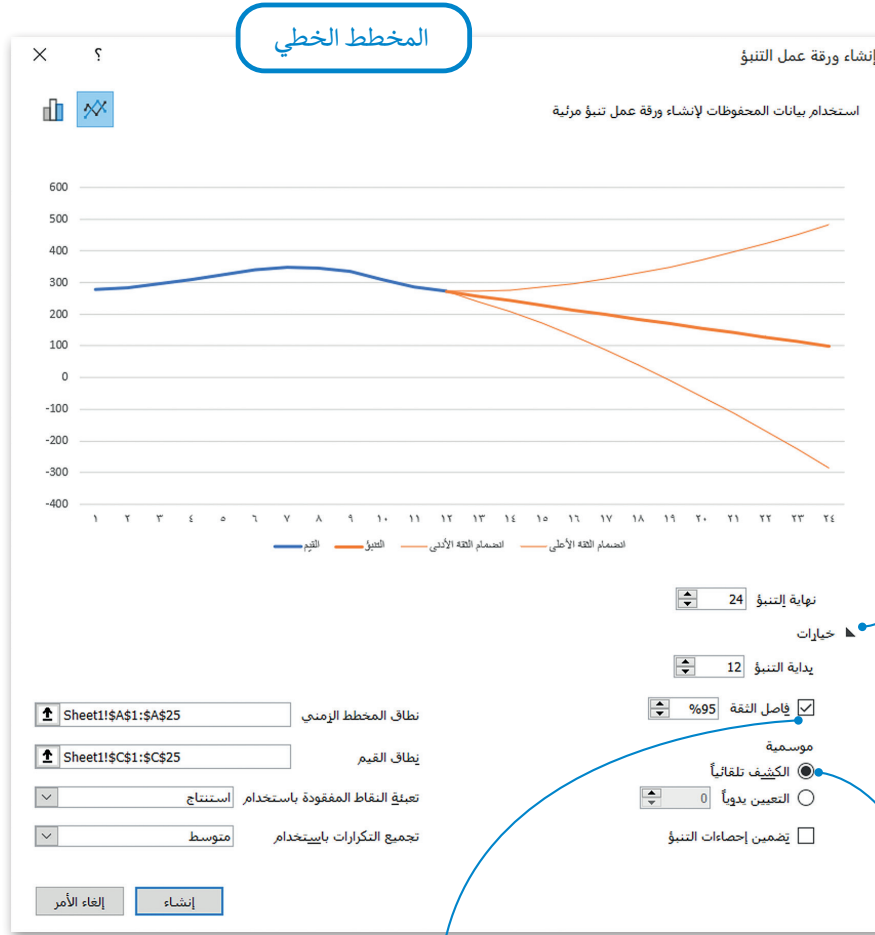 المخطط الخطي
إنشاء ورقة عمل التنبؤ
؟ ×
استخدام بيانات المحفوظات لإنشاء ورقة عمل تنبؤ مرئية
600
500
400
300
200
100
0
-100
-200
-300
-400
١ ٢ ٣ ٤ ٥ ٦ ٧ ٨ ٩ ١٠ ١١ ١٢ ١٣ ١٤ ١٥ ١٦ ١٧ ١٨ ١٩ ٢٠ ٢١ ٢٢ ٢٣ ٢٤
انضمام الثقة الأعلى انضمام الثقة الأدنى التنبؤ القيم
نهاية التنبؤ 24
خيارات
بداية التنبؤ 12
فاصل الثقة 95%
موسمية
الكشف تلقائياً
التعيين يدوياً 0
تضمين إحصاءات التنبؤ
نطاق المخطط الزمني Sheet1!$A$1:$A$25
نطاق القيم Sheet1!$C$1:$C$25
تعبئة النقاط المفقودة باستخدام استنتاج
تجميع التكرارات باستخدام متوسط
إنشاء إلغاء الأمر